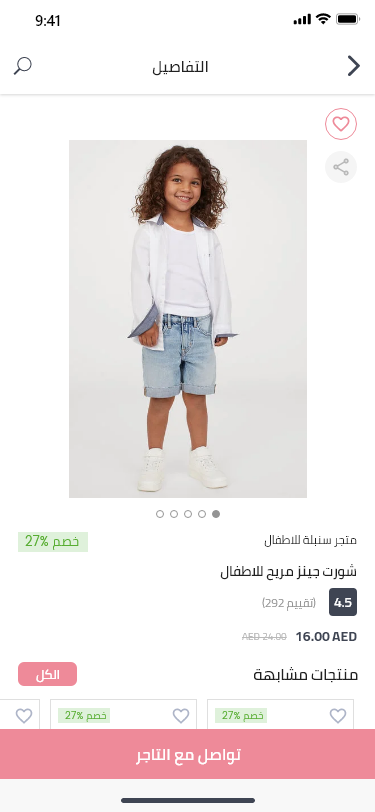 9:41
التفاصيل
متجر سنبلة للاطفال
خصم 27%
شورت جينز مريح للاطفال
4.5 (292 تقييم)
16.00 AED 24.00 AED
منتجات مشابهة
الكل
خصم 27%
خصم 27%
تواصل مع التاجر